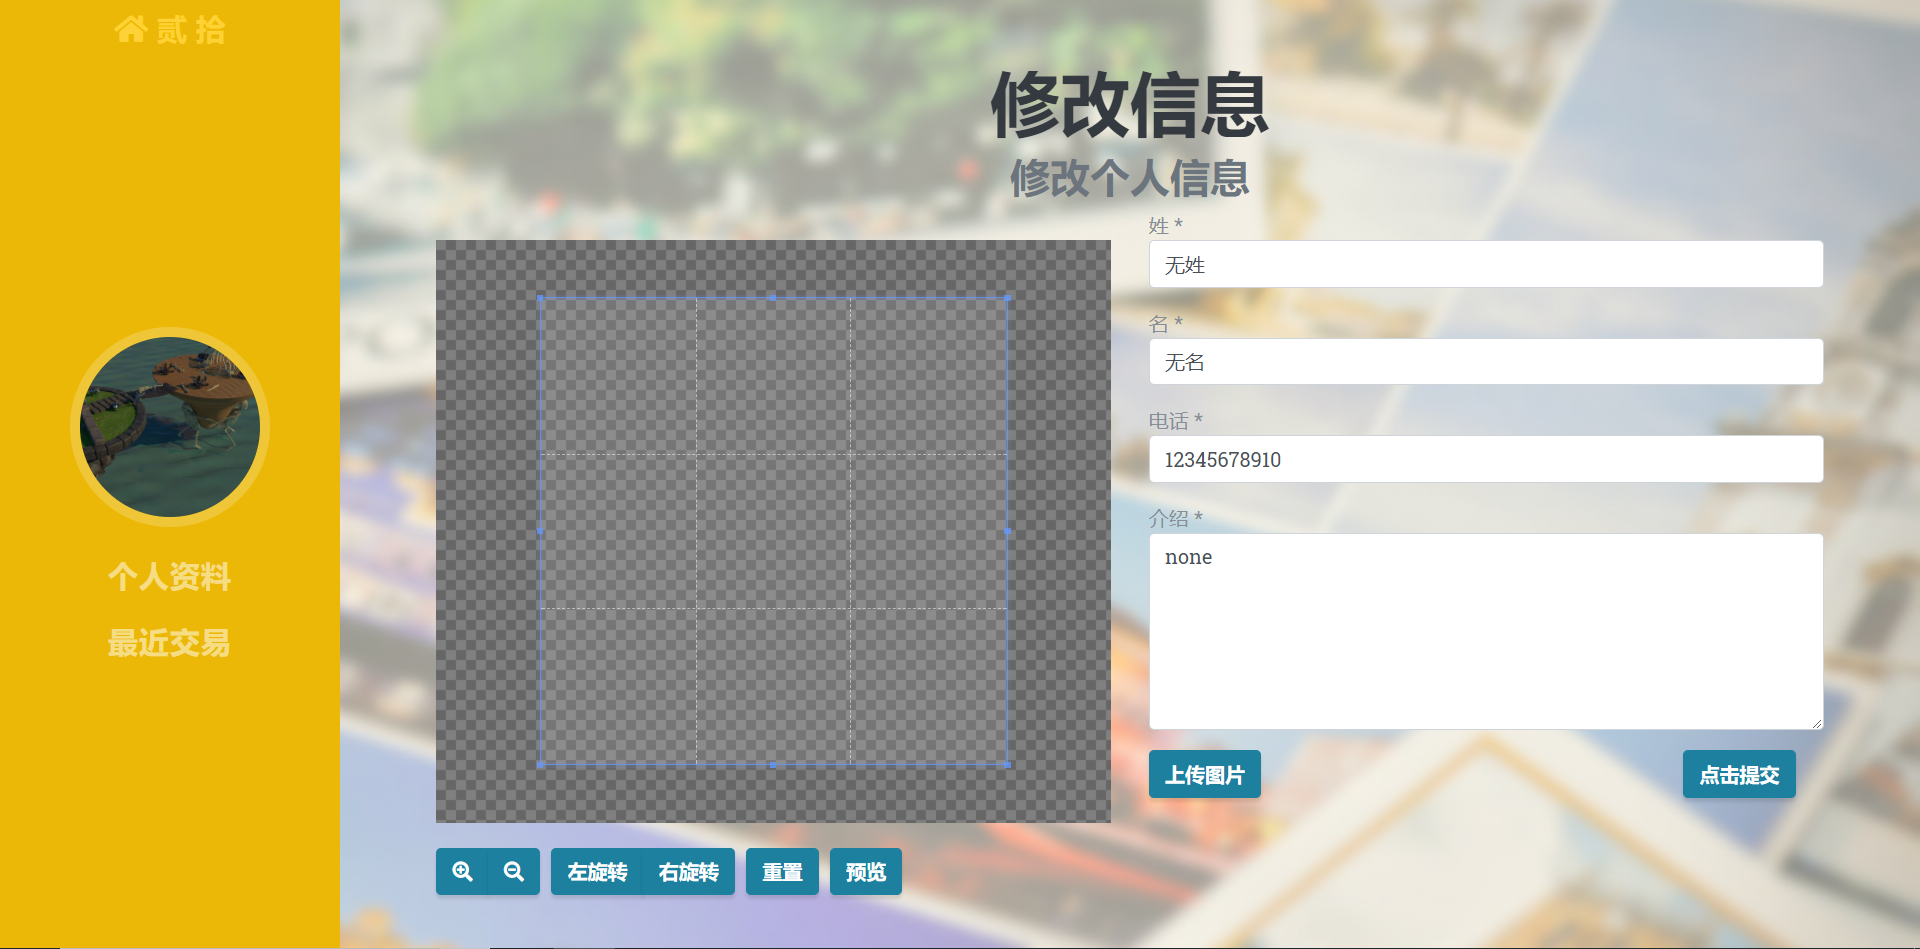 贰 拾
个人资料
最近交易
修改信息
修改个人信息
姓 *
无姓
名 *
无名
电话 *
12345678910
介绍 *
none
上传图片
点击提交
左旋转
右旋转
重置
预览